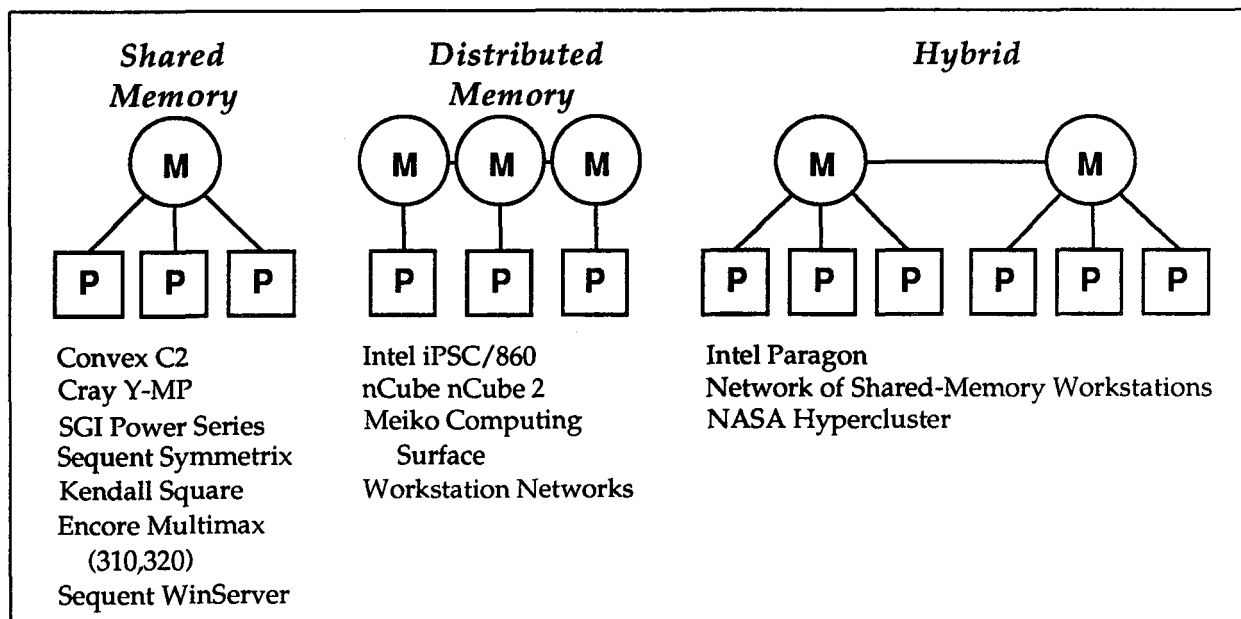 Shared
Memory
M
P P P
Convex C2
Cray Y-MP
SGI Power Series
Sequent Symmetrix
Kendall Square
Encore Multimax
(310,320)
Sequent WinServer
Distributed
Memory
M M M
P P P
Intel iPSC/860
nCube nCube 2
Meiko Computing
Surface
Workstation Networks
Hybrid
M M
P P P P P P
Intel Paragon
Network of Shared-Memory Workstations
NASA Hypercluster